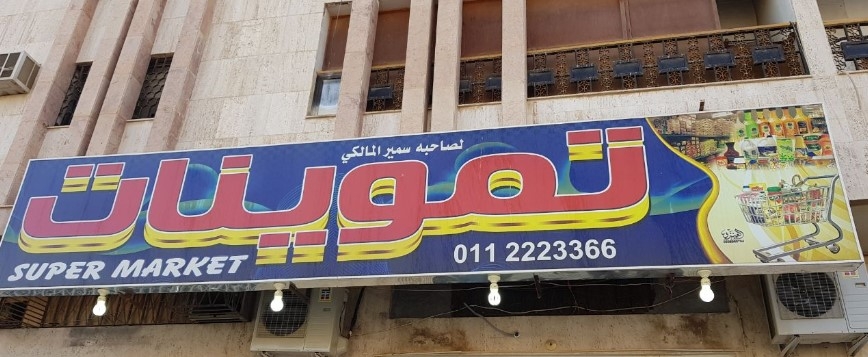 لصاحبه سمير المالكي
تموينات
SUPER MARKET
011 2223366